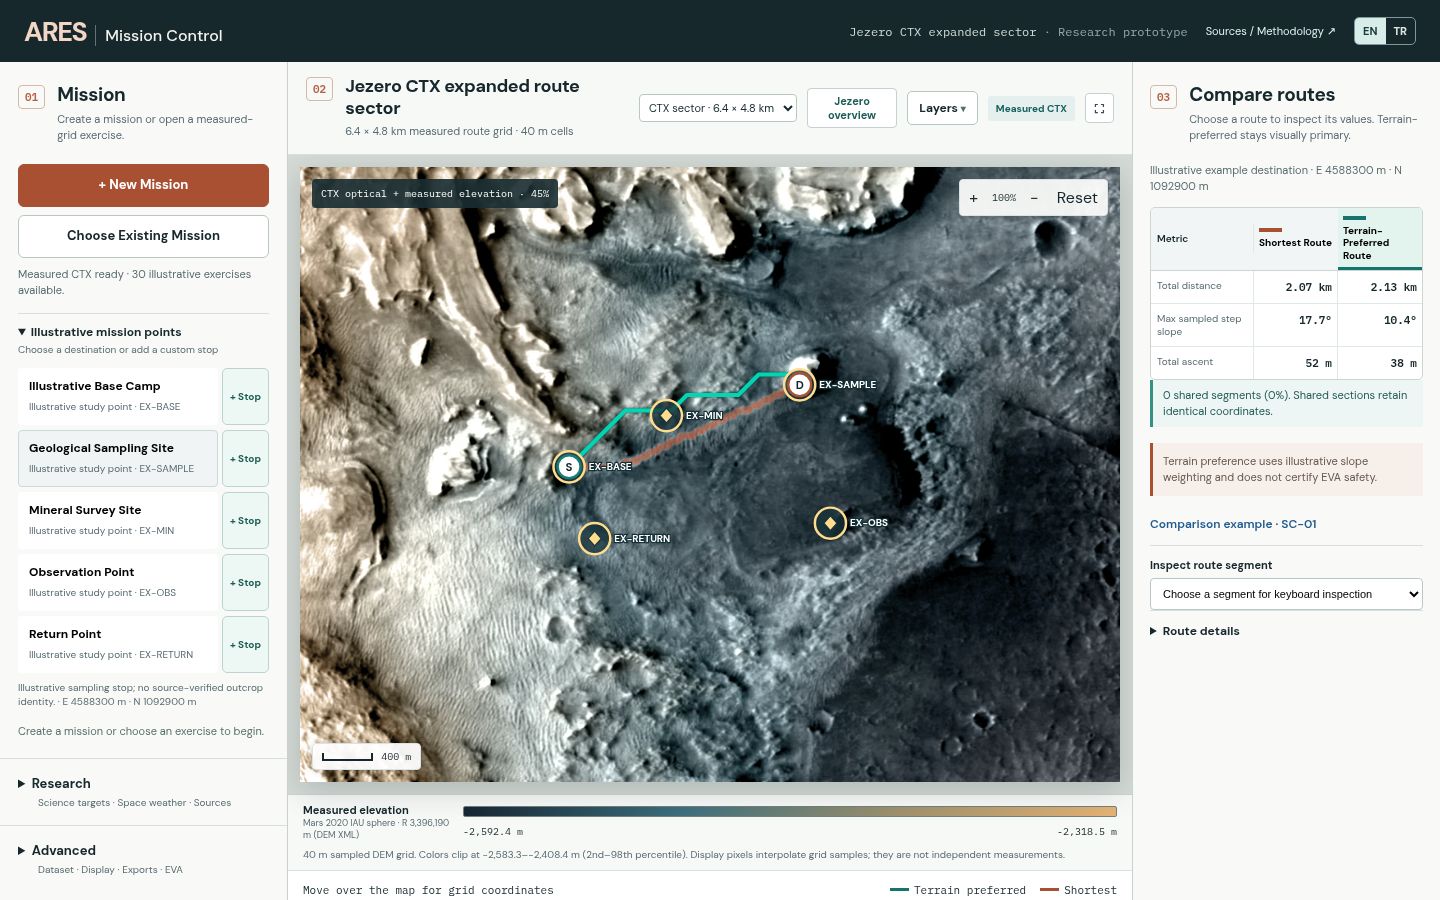 ARES Mission Control
Jezero CTX expanded sector · Research prototype
Sources / Methodology ↗
EN TR
01 Mission
Create a mission or open a measured-
grid exercise.
+ New Mission
Choose Existing Mission
Measured CTX ready · 30 illustrative exercises
available.
▼ Illustrative mission points
Choose a destination or add a custom stop
Illustrative Base Camp
Illustrative study point · EX-BASE
+ Stop
Geological Sampling Site
Illustrative study point · EX-SAMPLE
+ Stop
Mineral Survey Site
Illustrative study point · EX-MIN
+ Stop
Observation Point
Illustrative study point · EX-OBS
+ Stop
Return Point
Illustrative study point · EX-RETURN
+ Stop
Illustrative sampling stop; no source-verified outcrop
identity. · E 4588300 m · N 1092900 m
Create a mission or choose an exercise to begin.
▶ Research
Science targets · Space weather · Sources
▶ Advanced
Dataset · Display · Exports · EVA
02 Jezero CTX expanded route
sector
6.4 × 4.8 km measured route grid · 40 m cells
CTX sector · 6.4 × 4.8 km
Jezero
overview
Layers ▾
Measured CTX
CTX optical + measured elevation · 45%
+ 100% − Reset
D EX-SAMPLE
EX-MIN
S EX-BASE
EX-OBS
EX-RETURN
400 m
Measured elevation
Mars 2020 IAU sphere · R 3,396,190
m (DEM XML)
-2,592.4 m
-2,318.5 m
40 m sampled DEM grid. Colors clip at -2,583.3–-2,408.4 m (2nd–98th percentile). Display pixels interpolate grid samples; they are not independent measurements.
Move over the map for grid coordinates
Terrain preferred
Shortest
03 Compare routes
Choose a route to inspect its values. Terrain-
preferred stays visually primary.
Illustrative example destination · E 4588300 m · N
1092900 m
Metric
Shortest Route
Terrain-
Preferred
Route
Total distance 2.07 km 2.13 km
Max sampled step
slope
17.7° 10.4°
Total ascent 52 m 38 m
0 shared segments (0%). Shared sections retain
identical coordinates.
Terrain preference uses illustrative slope
weighting and does not certify EVA safety.
Comparison example · SC-01
Inspect route segment
Choose a segment for keyboard inspection
▶ Route details